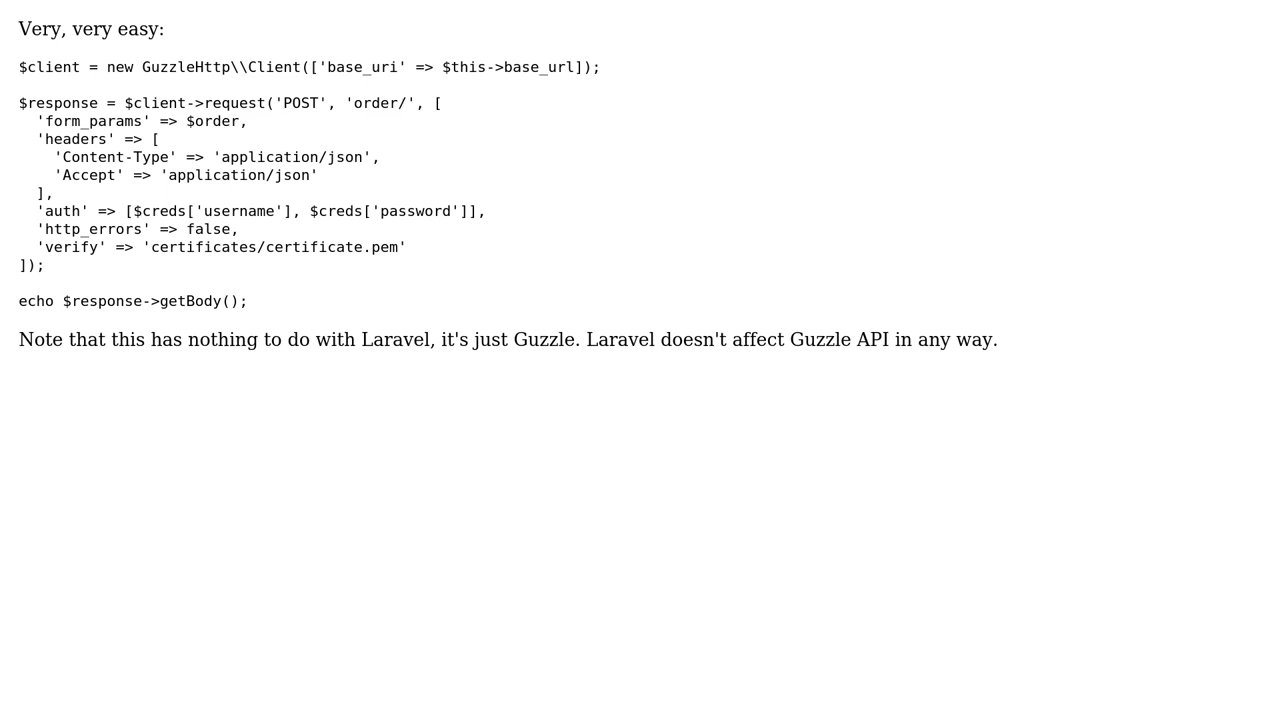 Very, very easy:
$client = new GuzzleHttp\\Client(['base_uri' => $this->base_url]);
$response = $client->request('POST', 'order/', [
  'form_params' => $order,
  'headers' => [
    'Content-Type' => 'application/json',
    'Accept' => 'application/json'
  ],
  'auth' => [$creds['username'], $creds['password']],
  'http_errors' => false,
  'verify' => 'certificates/certificate.pem'
]);
echo $response->getBody();
Note that this has nothing to do with Laravel, it's just Guzzle. Laravel doesn't affect Guzzle API in any way.